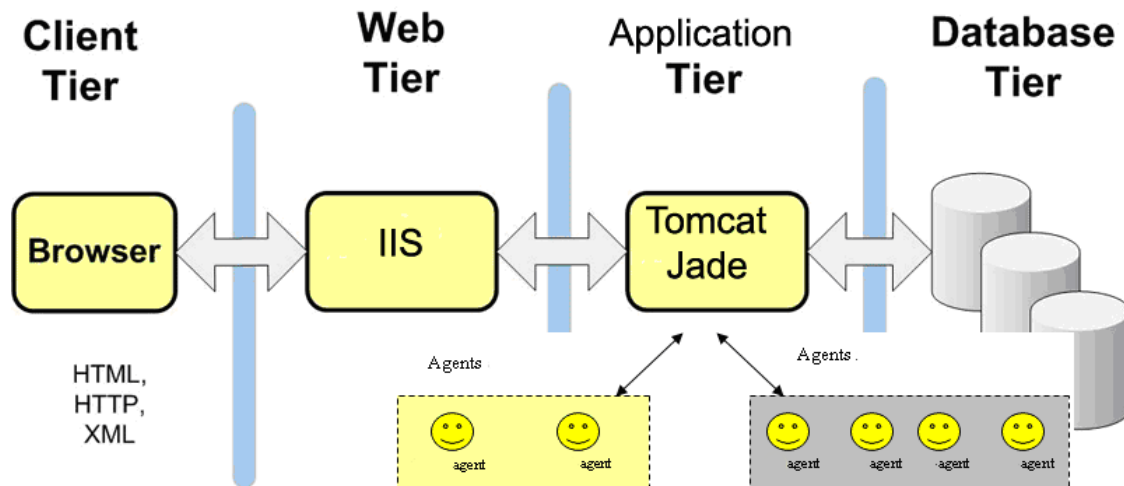 Client
Tier
Web
Tier
Application
Tier
Database
Tier
Browser
IIS
Tomcat
Jade
HTML,
HTTP,
XML
Agents
Agents .
agent
agent
agent
agent
agent
agent